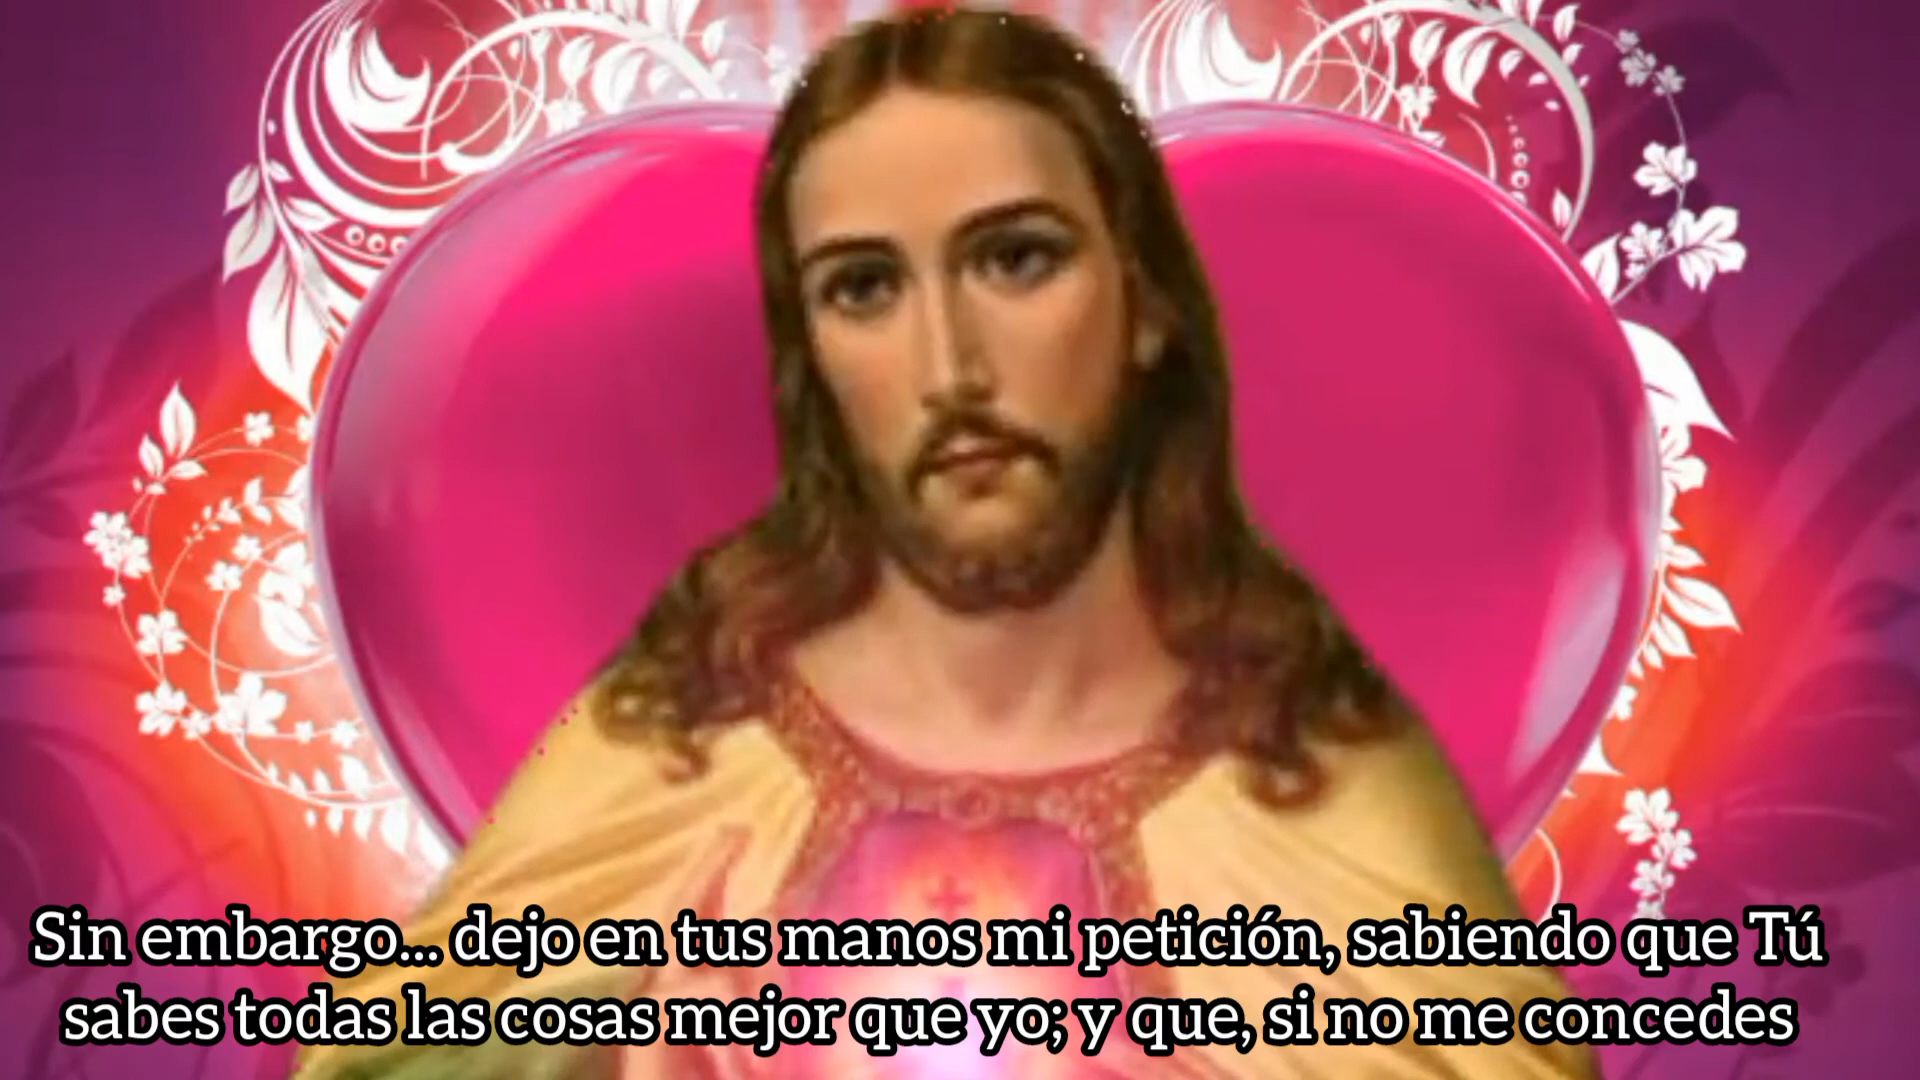 Sin embargo... dejo en tus manos mi petición, sabiendo que Tú
sabes todas las cosas mejor que yo; y que, si no me concedes